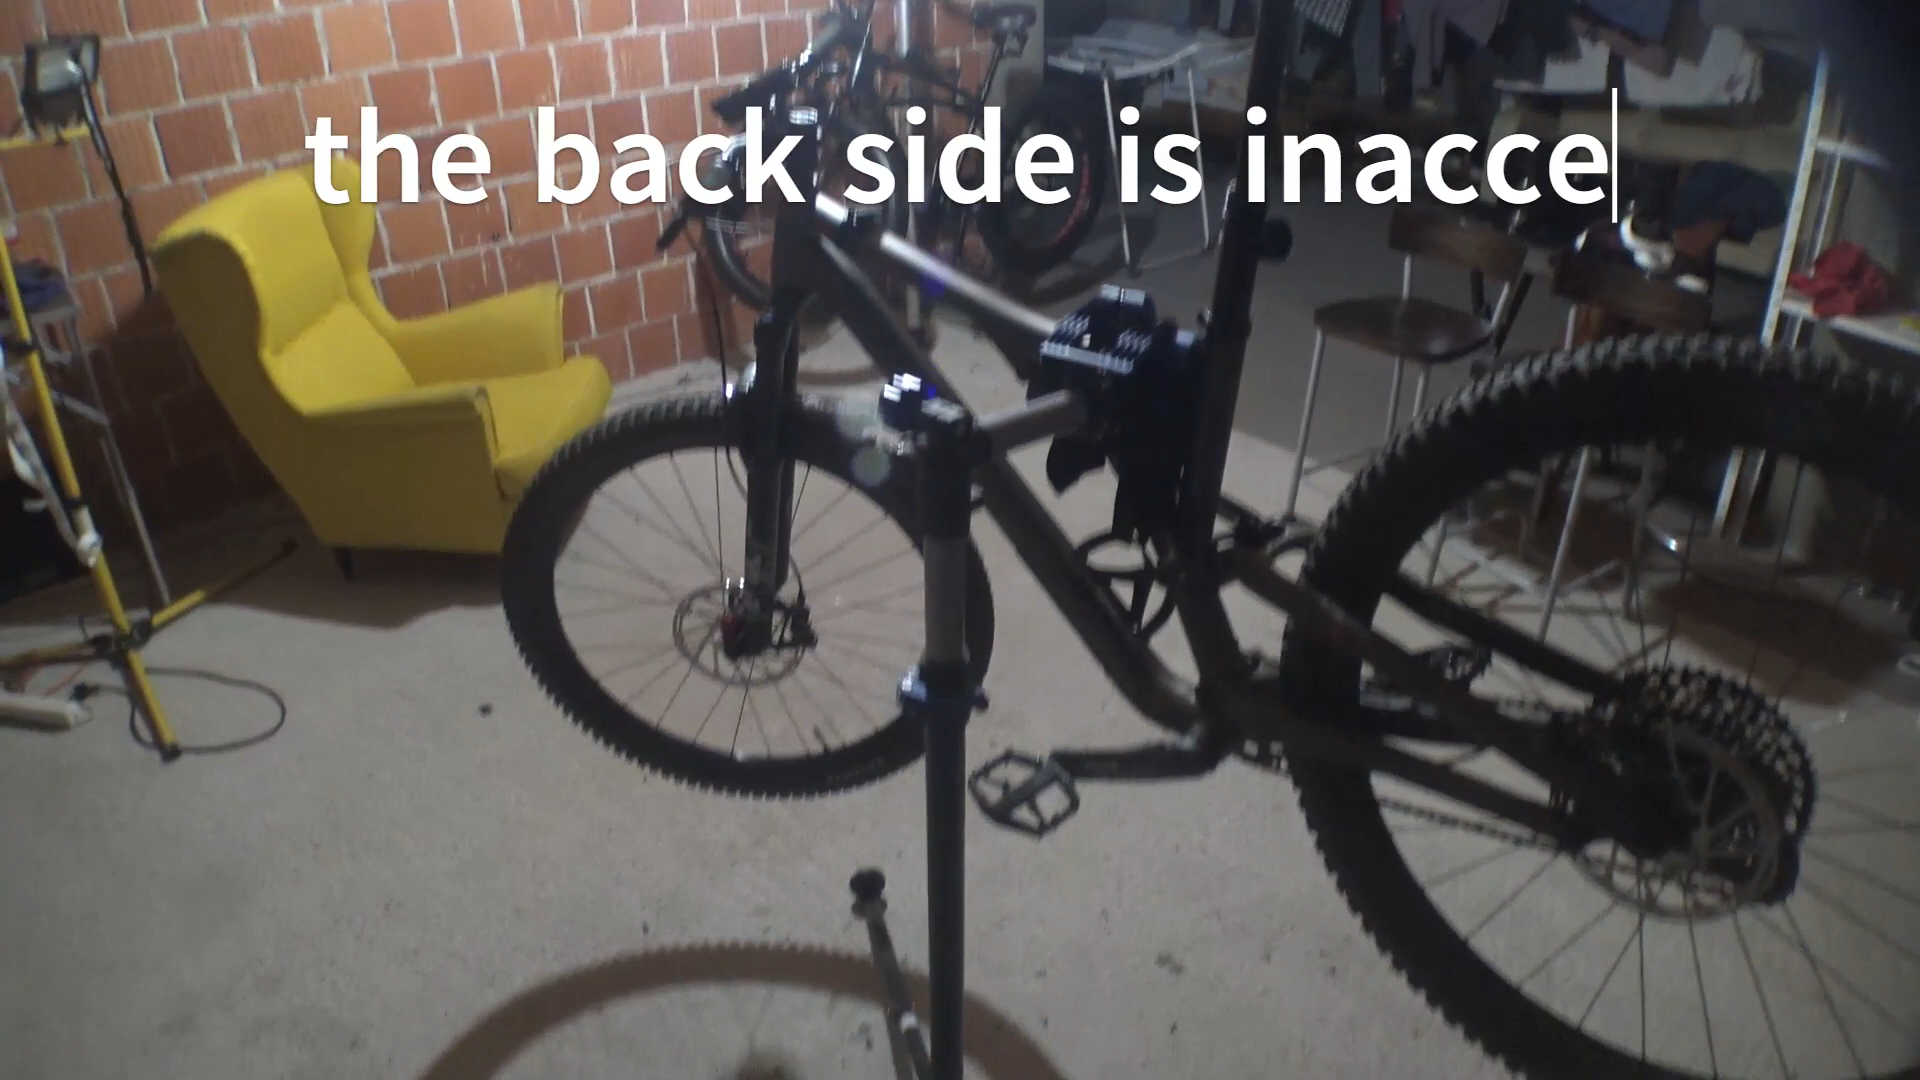 the back side is inacce